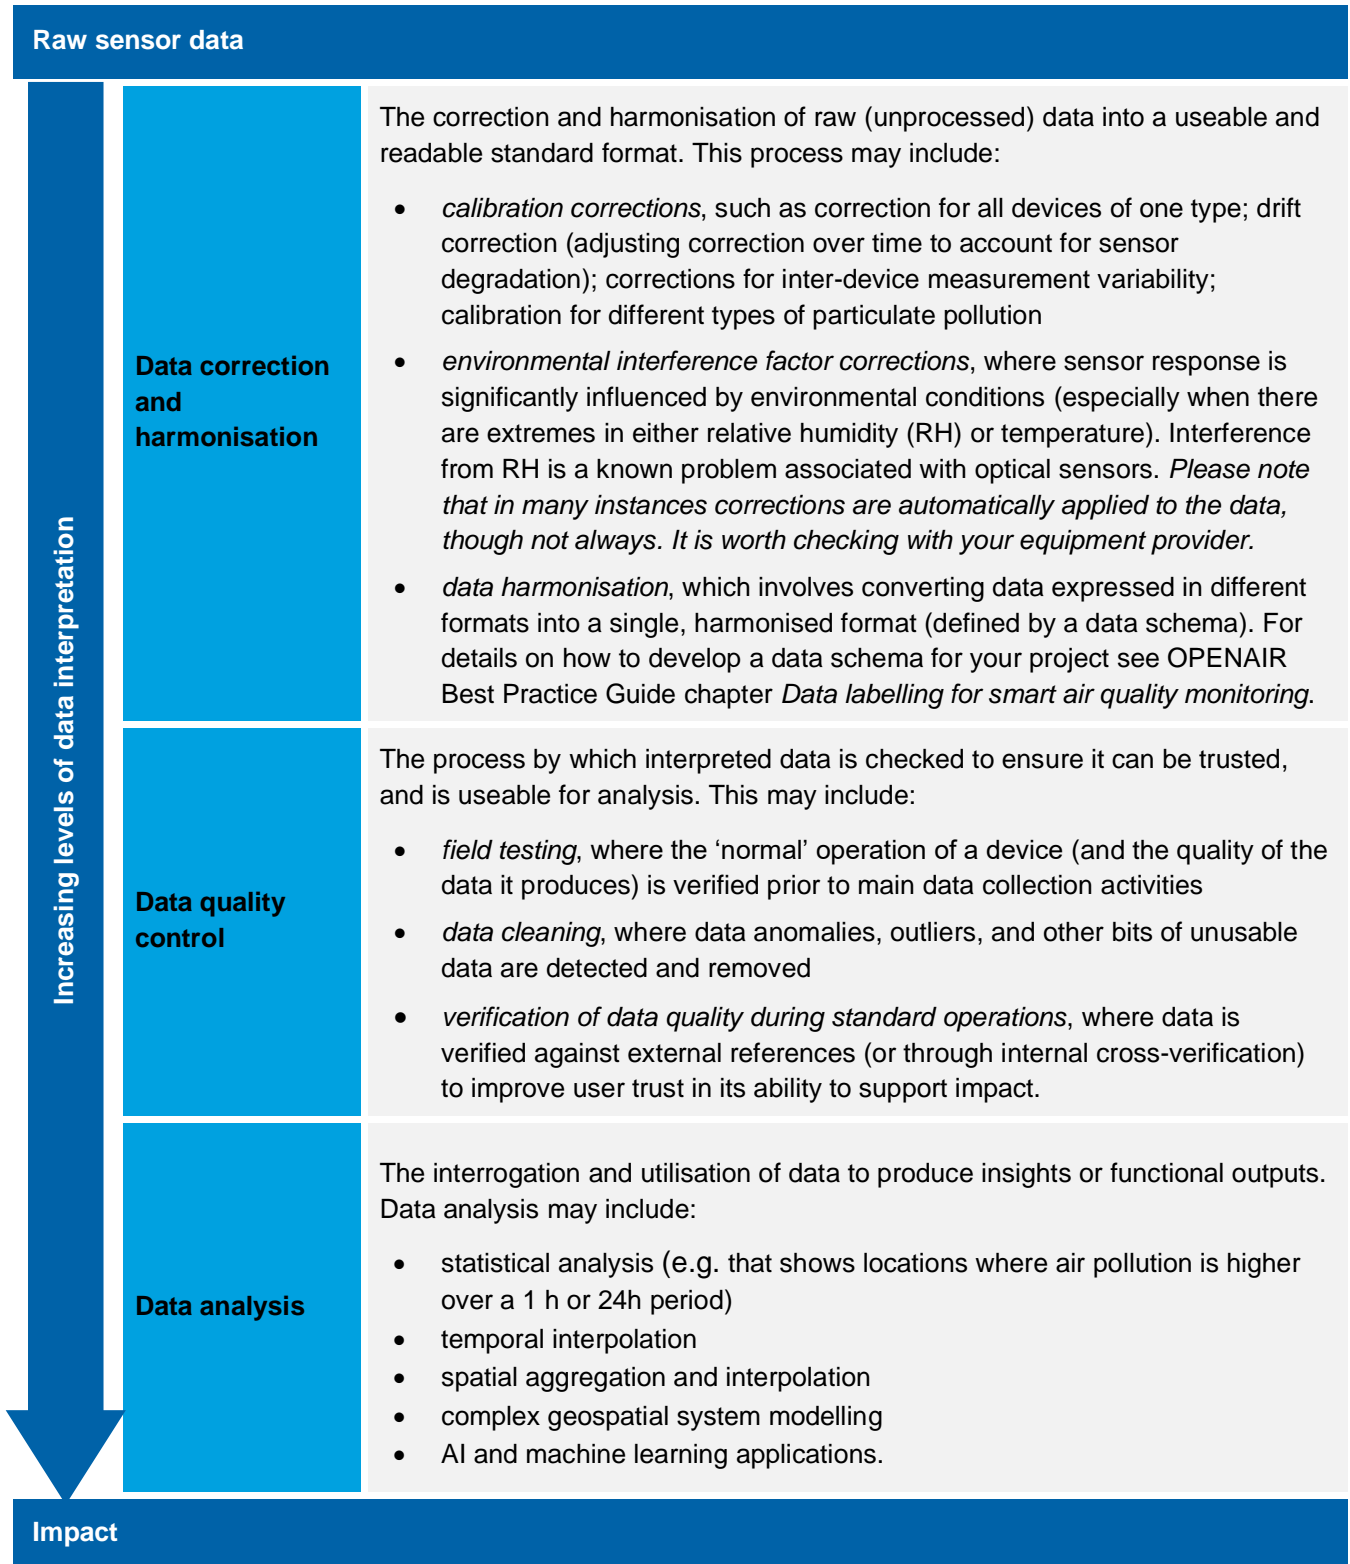 Raw sensor data
Increasing levels of data interpretation
Data correction
and
harmonisation
The correction and harmonisation of raw (unprocessed) data into a useable and
readable standard format. This process may include:
• calibration corrections, such as correction for all devices of one type; drift
correction (adjusting correction over time to account for sensor
degradation); corrections for inter-device measurement variability;
calibration for different types of particulate pollution
• environmental interference factor corrections, where sensor response is
significantly influenced by environmental conditions (especially when there
are extremes in either relative humidity (RH) or temperature). Interference
from RH is a known problem associated with optical sensors. Please note
that in many instances corrections are automatically applied to the data,
though not always. It is worth checking with your equipment provider.
• data harmonisation, which involves converting data expressed in different
formats into a single, harmonised format (defined by a data schema). For
details on how to develop a data schema for your project see OPENAIR
Best Practice Guide chapter Data labelling for smart air quality monitoring.
Data quality
control
The process by which interpreted data is checked to ensure it can be trusted,
and is useable for analysis. This may include:
• field testing, where the ‘normal’ operation of a device (and the quality of the
data it produces) is verified prior to main data collection activities
• data cleaning, where data anomalies, outliers, and other bits of unusable
data are detected and removed
• verification of data quality during standard operations, where data is
verified against external references (or through internal cross-verification)
to improve user trust in its ability to support impact.
Data analysis
The interrogation and utilisation of data to produce insights or functional outputs.
Data analysis may include:
• statistical analysis (e.g. that shows locations where air pollution is higher
over a 1 h or 24h period)
• temporal interpolation
• spatial aggregation and interpolation
• complex geospatial system modelling
• AI and machine learning applications.
Impact